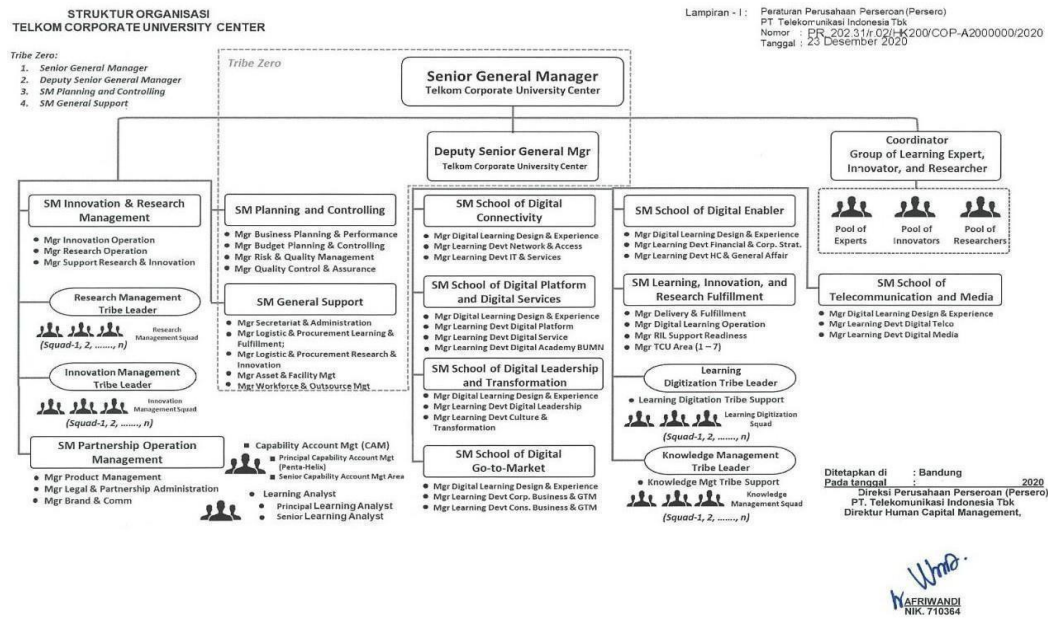 STRUKTUR ORGANISASI
TELKOM CORPORATE UNIVERSITY CENTER
Lampiran - I : Peraturan Perusahaan Perseroan (Persero)
PT Telekomunikasi Indonesia Tbk
Nomor : PR_202.31/r.02/HK200/COP-A2000000/2020
Tanggal : 23 Desember 2020
Tribe Zero:
1. Senior General Manager
2. Deputy Senior General Manager
3. SM Planning and Controlling
4. SM General Support
Tribe Zero
Senior General Manager
Telkom Corporate University Center
Deputy Senior General Mgr
Telkom Corporate University Center
Coordinator
Group of Learning Expert,
Innovator, and Researcher
Pool of
Experts
Pool of
Innovators
Pool of
Researchers
SM Innovation & Research
Management
• Mgr Innovation Operation
• Mgr Research Operation
• Mgr Support Research & Innovation
Research Management
Tribe Leader
Research
Management Squad
(Squad-1, 2, ......., n)
Innovation Management
Tribe Leader
Innovation
Management Squad
(Squad-1, 2, ......., n)
SM Partnership Operation
Management
• Mgr Product Management
• Mgr Legal & Partnership Administration
• Mgr Brand & Comm
SM Planning and Controlling
• Mgr Business Planning & Performance
• Mgr Budget Planning & Controlling
• Mgr Risk & Quality Management
• Mgr Quality Control & Assurance
SM General Support
• Mgr Secretariat & Administration
• Mgr Logistic & Procurement Learning &
Fulfillment;
• Mgr Logistic & Procurement Research &
Innovation
• Mgr Asset & Facility Mgt
• Mgr Workforce & Outsource Mgt
■ Capability Account Mgt (CAM)
■ Principal Capability Account Mgt
(Penta-Helix)
■ Senior Capability Account Mgt Area
• Learning Analyst
• Principal Learning Analyst
• Senior Learning Analyst
SM School of Digital
Connectivity
• Mgr Digital Learning Design & Experience
• Mgr Learning Devt Network & Access
• Mgr Learning Devt IT & Services
SM School of Digital Platform
and Digital Services
• Mgr Digital Learning Design & Experience
• Mgr Learning Devt Digital Platform
• Mgr Learning Devt Digital Service
• Mgr Learning Devt Digital Academy BUMN
SM School of Digital Leadership
and Transformation
• Mgr Digital Learning Design & Experience
• Mgr Learning Devt Digital Leadership
• Mgr Learning Devt Culture &
Transformation
SM School of Digital
Go-to-Market
• Mgr Digital Learning Design & Experience
• Mgr Learning Devt Corp. Business & GTM
• Mgr Learning Devt Cons. Business & GTM
SM School of Digital Enabler
• Mgr Digital Learning Design & Experience
• Mgr Learning Devt Financial & Corp. Strat.
• Mgr Learning Devt HC & General Affair
SM Learning, Innovation, and
Research Fulfillment
• Mgr Delivery & Fulfillment
• Mgr Digital Learning Operation
• Mgr RIL Support Readiness
• Mgr TCU Area (1 – 7)
Learning
Digitization Tribe Leader
• Learning Digitation Tribe Support
Learning Digitization
Squad
(Squad-1, 2, ......., n)
Knowledge Management
Tribe Leader
• Knowledge Mgt Tribe Support
Knowledge
Management Squad
(Squad-1, 2, ......., n)
SM School of
Telecommunication and Media
• Mgr Digital Learning Design & Experience
• Mgr Learning Devt Digital Telco
• Mgr Learning Devt Digital Media
Ditetapkan di : Bandung
Pada tanggal : 2020
Direksi Perusahaan Perseroan (Persero)
PT. Telekomunikasi Indonesia Tbk
Direktur Human Capital Management,
AFRIWANDI
NIK. 710364